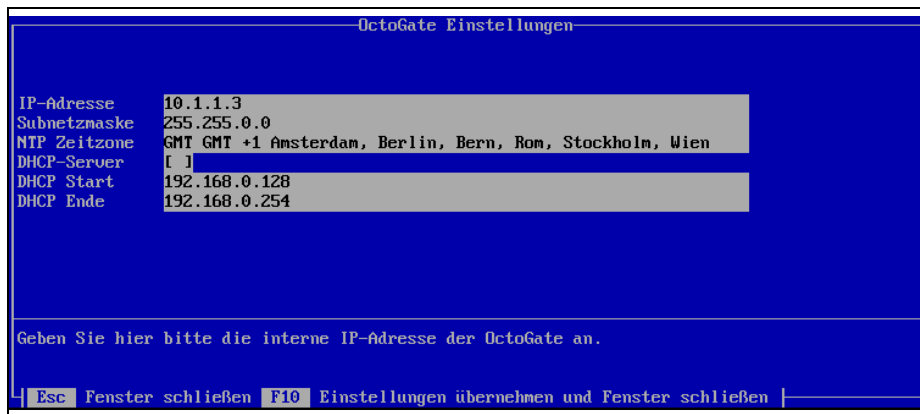 OctoGate Einstellungen
IP-Adresse 10.1.1.3
Subnetzmaske 255.255.0.0
NTP Zeitzone GMT GMT +1 Amsterdam, Berlin, Bern, Rom, Stockholm, Wien
DHCP-Server [ ]
DHCP Start 192.168.0.128
DHCP Ende 192.168.0.254
Geben Sie hier bitte die interne IP-Adresse der OctoGate an.
Esc Fenster schließen F10 Einstellungen übernehmen und Fenster schließen